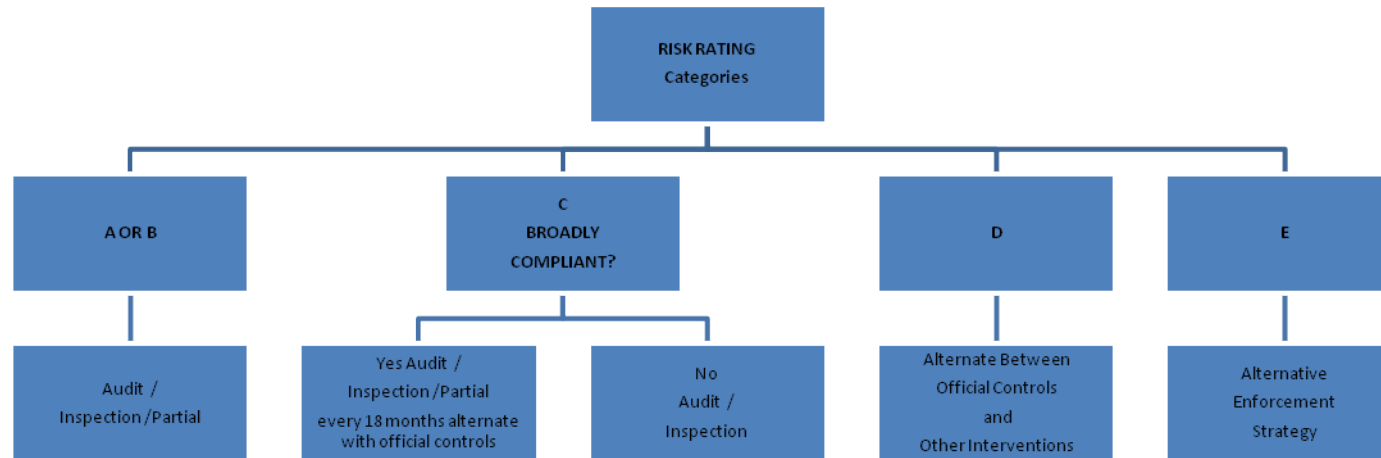 RISK RATING
Categories
A OR B
C
BROADLY
COMPLIANT?
D
E
Audit /
Inspection /Partial
Yes Audit /
Inspection /Partial
every 18 months alternate
with official controls
No
Audit /
Inspection
Alternate Between
Official Controls
and
Other Interventions
Alternative
Enforcement
Strategy